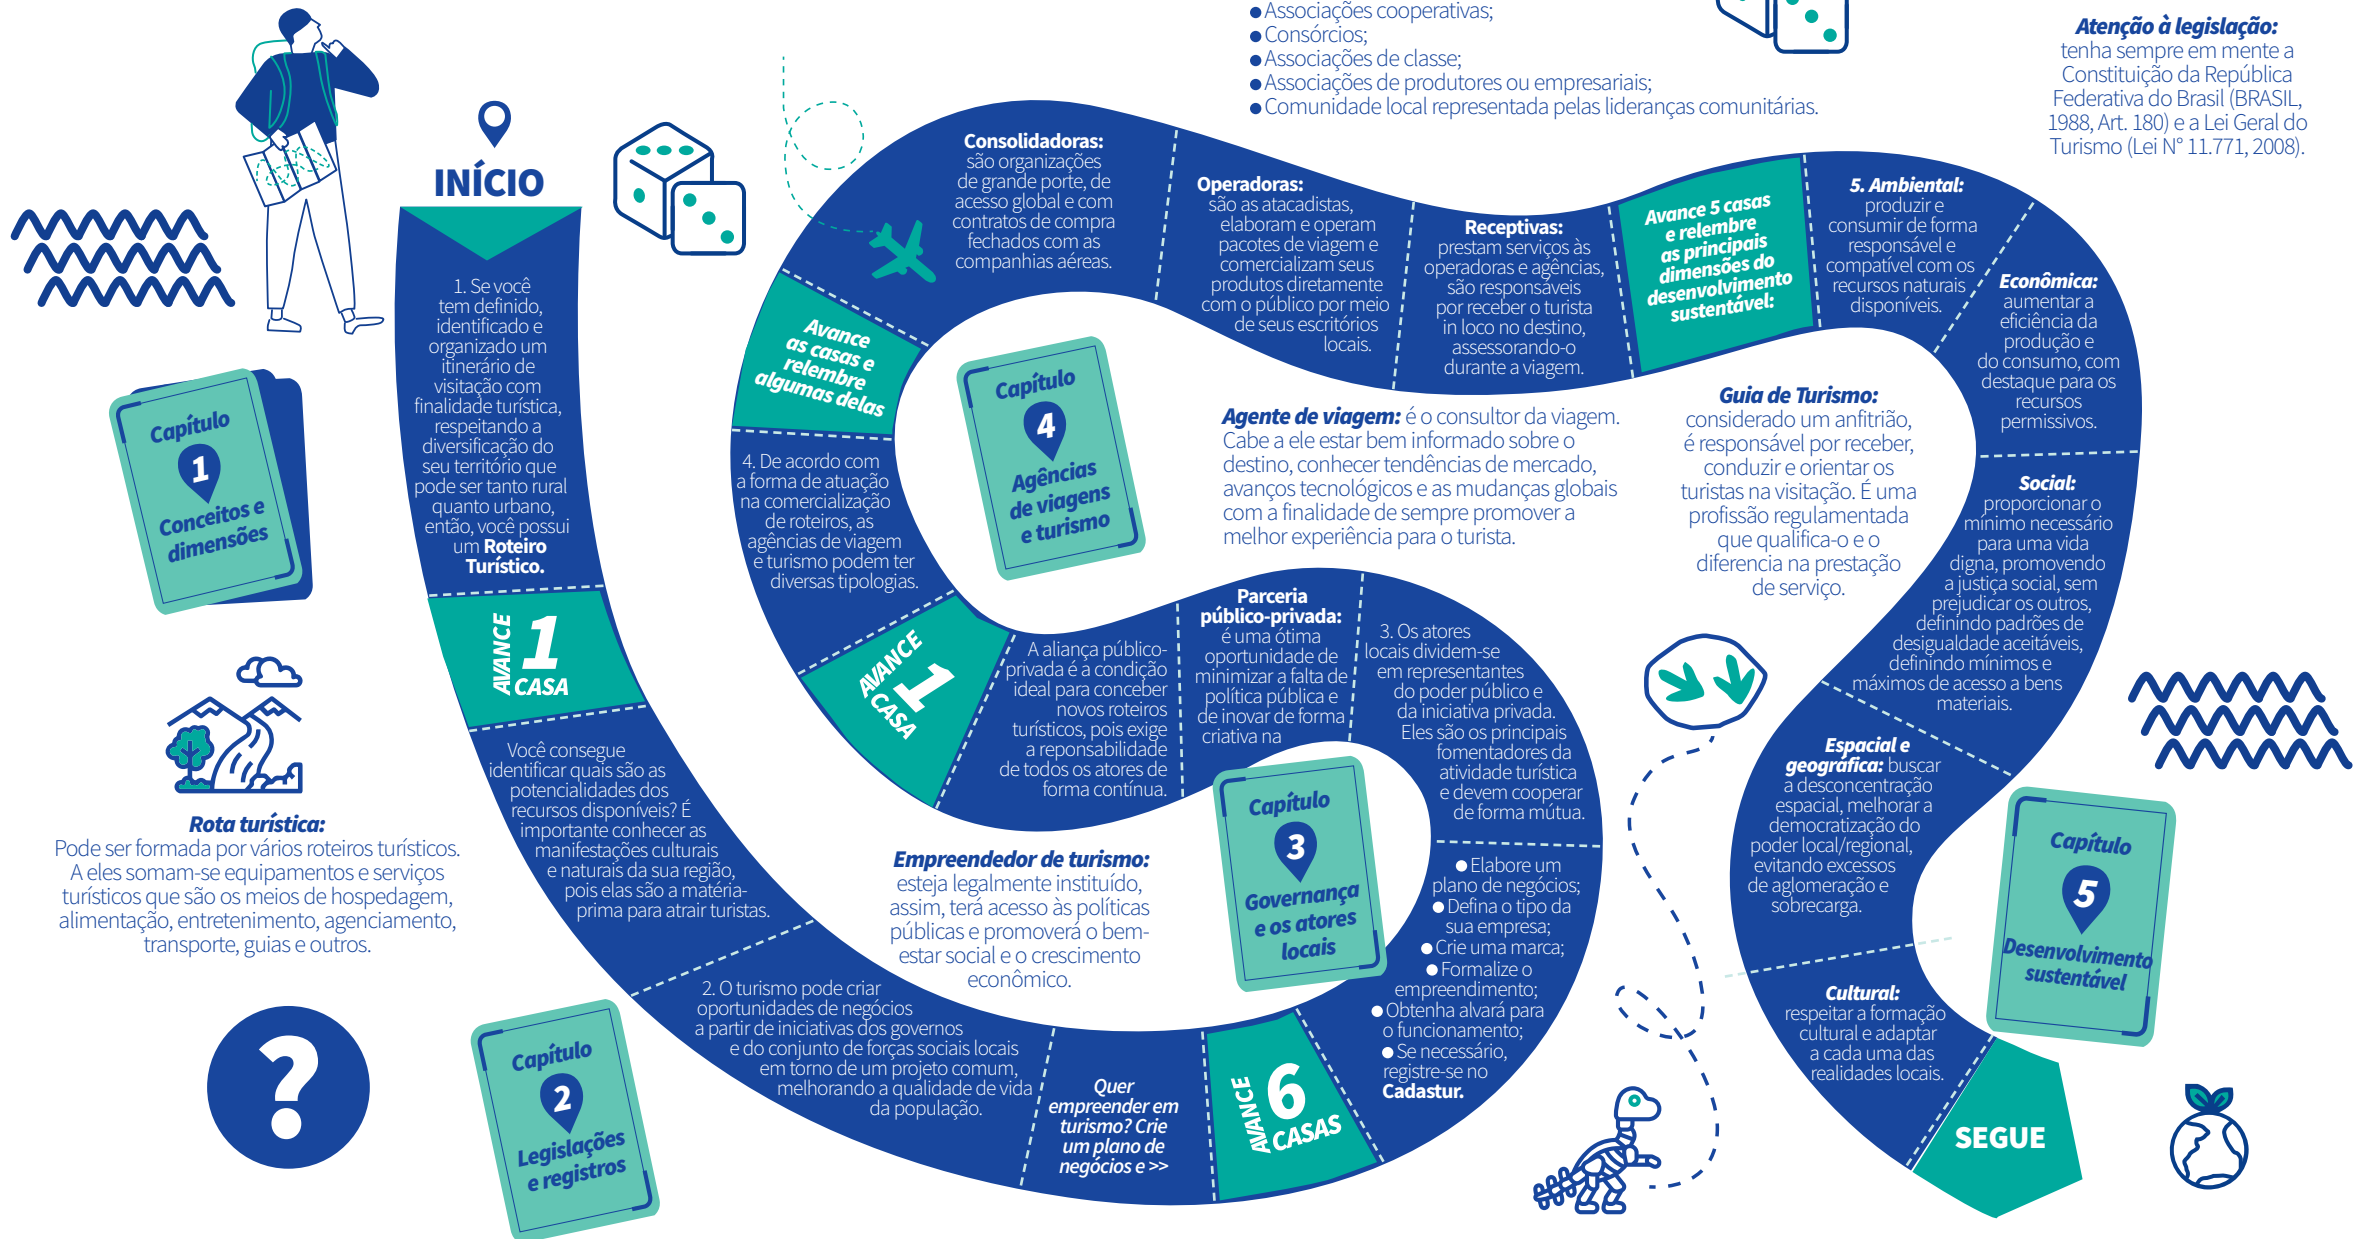 Associações cooperativas;
Consórcios;
Associações de classe;
Associações de produtores ou empresariais;
Comunidade local representada pelas lideranças comunitárias.
Atenção à legislação:
tenha sempre em mente a
Constituição da República
Federativa do Brasil (BRASIL,
1988, Art. 180) e a Lei Geral do
Turismo (Lei N° 11.771, 2008).
INÍCIO
1. Se você
tem definido,
identificado e
organizado um
itinerário de
visitação com
finalidade turística,
respeitando a
diversificação do
seu território que
pode ser tanto rural
quanto urbano,
então, você possui
um Roteiro
Turístico.
Capítulo
1
Conceitos e
dimensões
AVANCE
1
CASA
Você consegue
identificar quais são as
potencialidades dos
recursos disponíveis? É
importante conhecer as
manifestações culturais
e naturais da sua região,
pois elas são a matéria-
prima para atrair turistas.
Rota turística:
Pode ser formada por vários roteiros turísticos.
A eles somam-se equipamentos e serviços
turísticos que são os meios de hospedagem,
alimentação, entretenimento, agenciamento,
transporte, guias e outros.
?
Capítulo
2
Legislações
e registros
2. O turismo pode criar
oportunidades de negócios
a partir de iniciativas dos governos
e do conjunto de forças sociais locais
em torno de um projeto comum,
melhorando a qualidade de vida
da população.
Quer
empreender em
turismo? Crie
um plano de
negócios e >>
AVANCE
6
CASAS
Elabore um
plano de negócios;
Defina o tipo da
sua empresa;
Crie uma marca;
Formalize o
empreendimento;
Obtenha alvará para
o funcionamento;
Se necessário,
registre-se no
Cadastur.
Empreendedor de turismo:
esteja legalmente instituído,
assim, terá acesso às políticas
públicas e promoverá o bem-
estar social e o crescimento
econômico.
Capítulo
3
Governança
e os atores
locais
3. Os atores
locais dividem-se
em representantes
do poder público e
da iniciativa privada.
Eles são os principais
fomentadores da
atividade turística
e devem cooperar
de forma mútua.
Parceria
público-privada:
é uma ótima
oportunidade de
minimizar a falta de
política pública e
de inovar de forma
criativa na
A aliança público-
privada é a condição
ideal para conceber
novos roteiros
turísticos, pois exige
a reponsabilidade
de todos os atores de
forma contínua.
AVANCE
1
CASA
4. De acordo com
a forma de atuação
na comercialização
de roteiros, as
agências de viagem
e turismo podem ter
diversas tipologias.
Avance
as casas e
relembre
algumas delas
Capítulo
4
Agências
de viagens
e turismo
Consolidadoras:
são organizações
de grande porte, de
acesso global e com
contratos de compra
fechados com as
companhias aéreas.
Operadoras:
são as atacadistas,
elaboram e operam
pacotes de viagem e
comercializam seus
produtos diretamente
com o público por meio
de seus escritórios
locais.
Receptivas:
prestam serviços às
operadoras e agências,
são responsáveis
por receber o turista
in loco no destino,
assessorando-o
durante a viagem.
Agente de viagem: é o consultor da viagem.
Cabe a ele estar bem informado sobre o
destino, conhecer tendências de mercado,
avanços tecnológicos e as mudanças globais
com a finalidade de sempre promover a
melhor experiência para o turista.
Guia de Turismo:
considerado um anfitrião,
é responsável por receber,
conduzir e orientar os
turistas na visitação. É uma
profissão regulamentada
que qualifica-o e o
diferencia na prestação
de serviço.
Avance 5 casas
e relembre
as principais
dimensões do
desenvolvimento
sustentável:
5. Ambiental:
produzir e
consumir de forma
responsável e
compatível com os
recursos naturais
disponíveis.
Econômica:
aumentar a
eficiência da
produção e
do consumo, com
destaque para os
recursos
permissivos.
Social:
proporcionar o
mínimo necessário
para uma vida
digna, promovendo
a justiça social, sem
prejudicar os outros,
definindo padrões de
desigualdade aceitáveis,
definindo mínimos e
máximos de acesso a bens
materiais.
Espacial e
geográfica: buscar
a desconcentração
espacial, melhorar a
democratização do
poder local/regional,
evitando excessos
de aglomeração e
sobrecarga.
Cultural:
respeitar a formação
cultural e adaptar
a cada uma das
realidades locais.
Capítulo
5
Desenvolvimento
sustentável
SEGUE